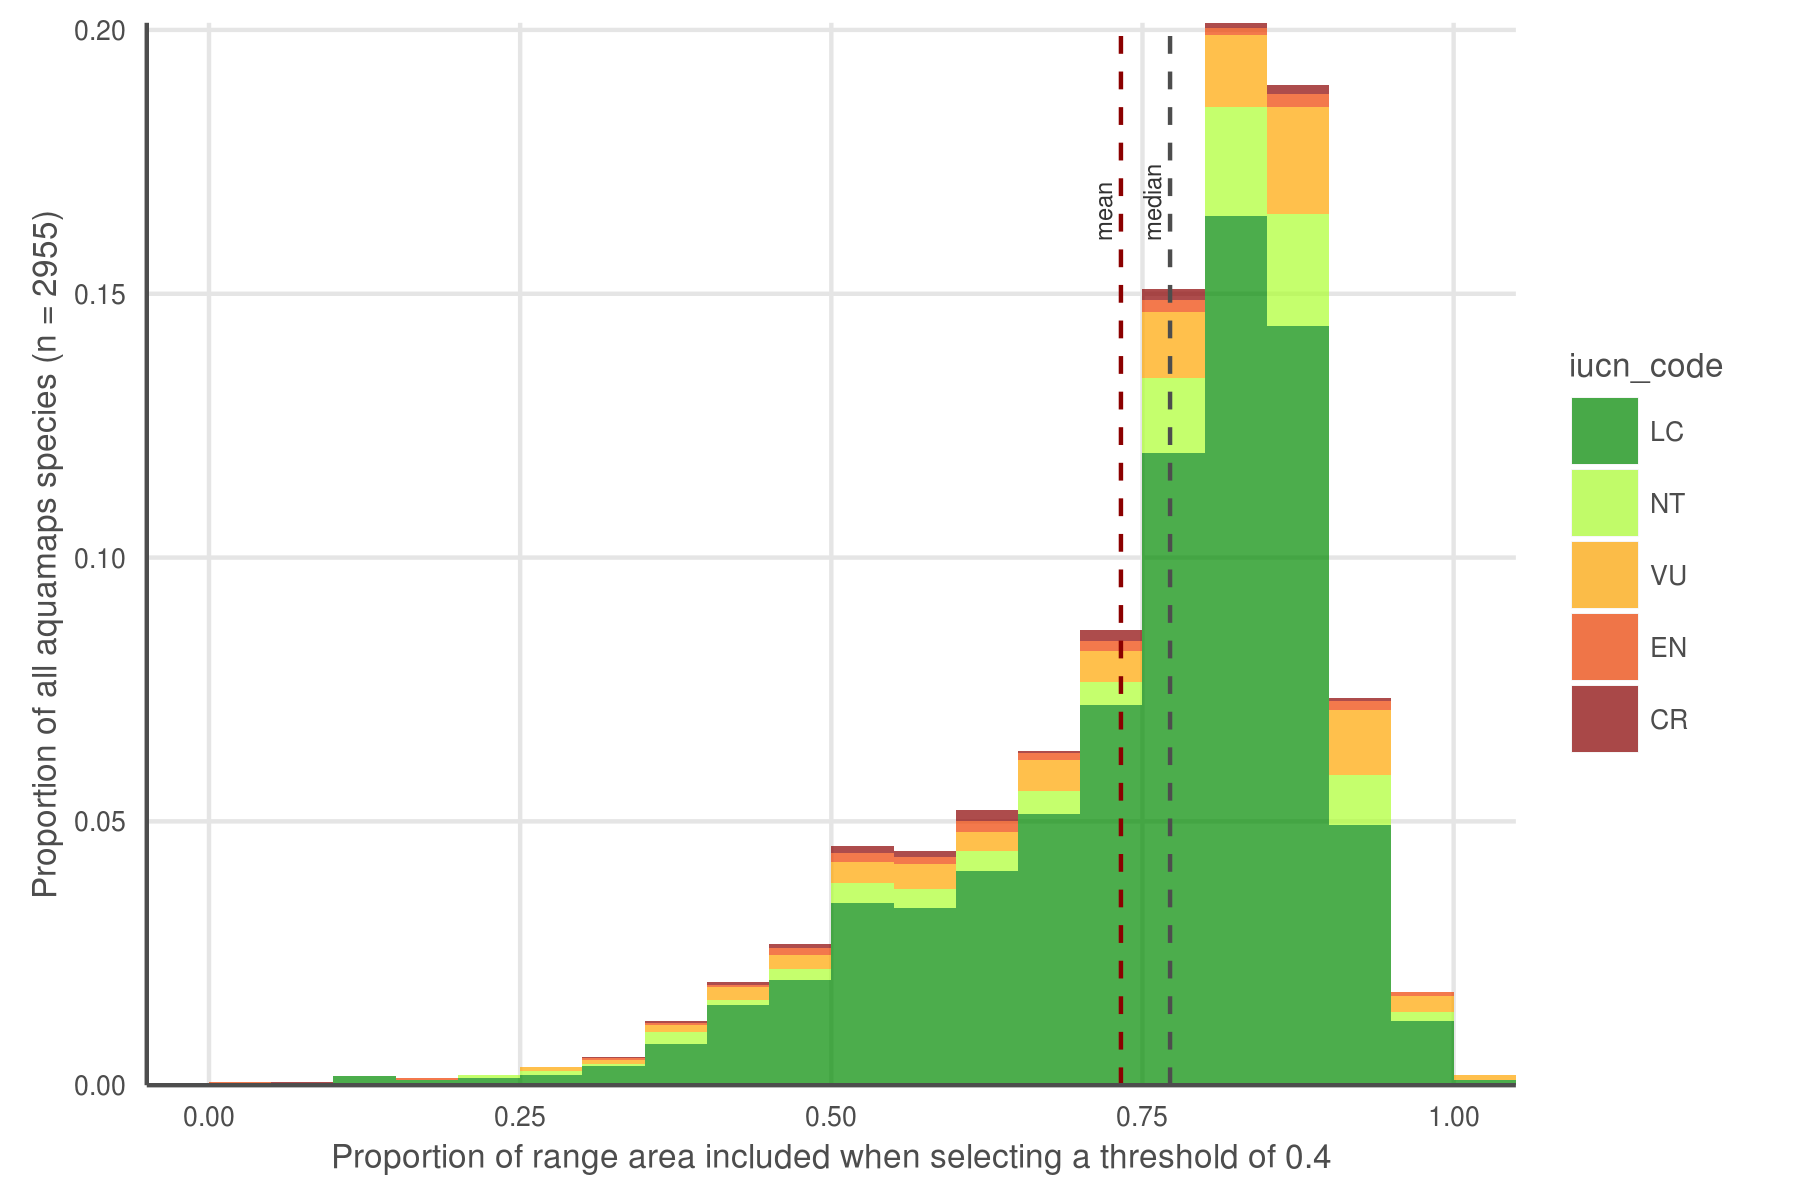 Proportion of all aquamaps species (n = 2955)
0.20
0.15
0.10
0.05
0.00
mean
median
0.00
0.25
0.50
0.75
1.00
Proportion of range area included when selecting a threshold of 0.4
iucn_code
LC
NT
VU
EN
CR